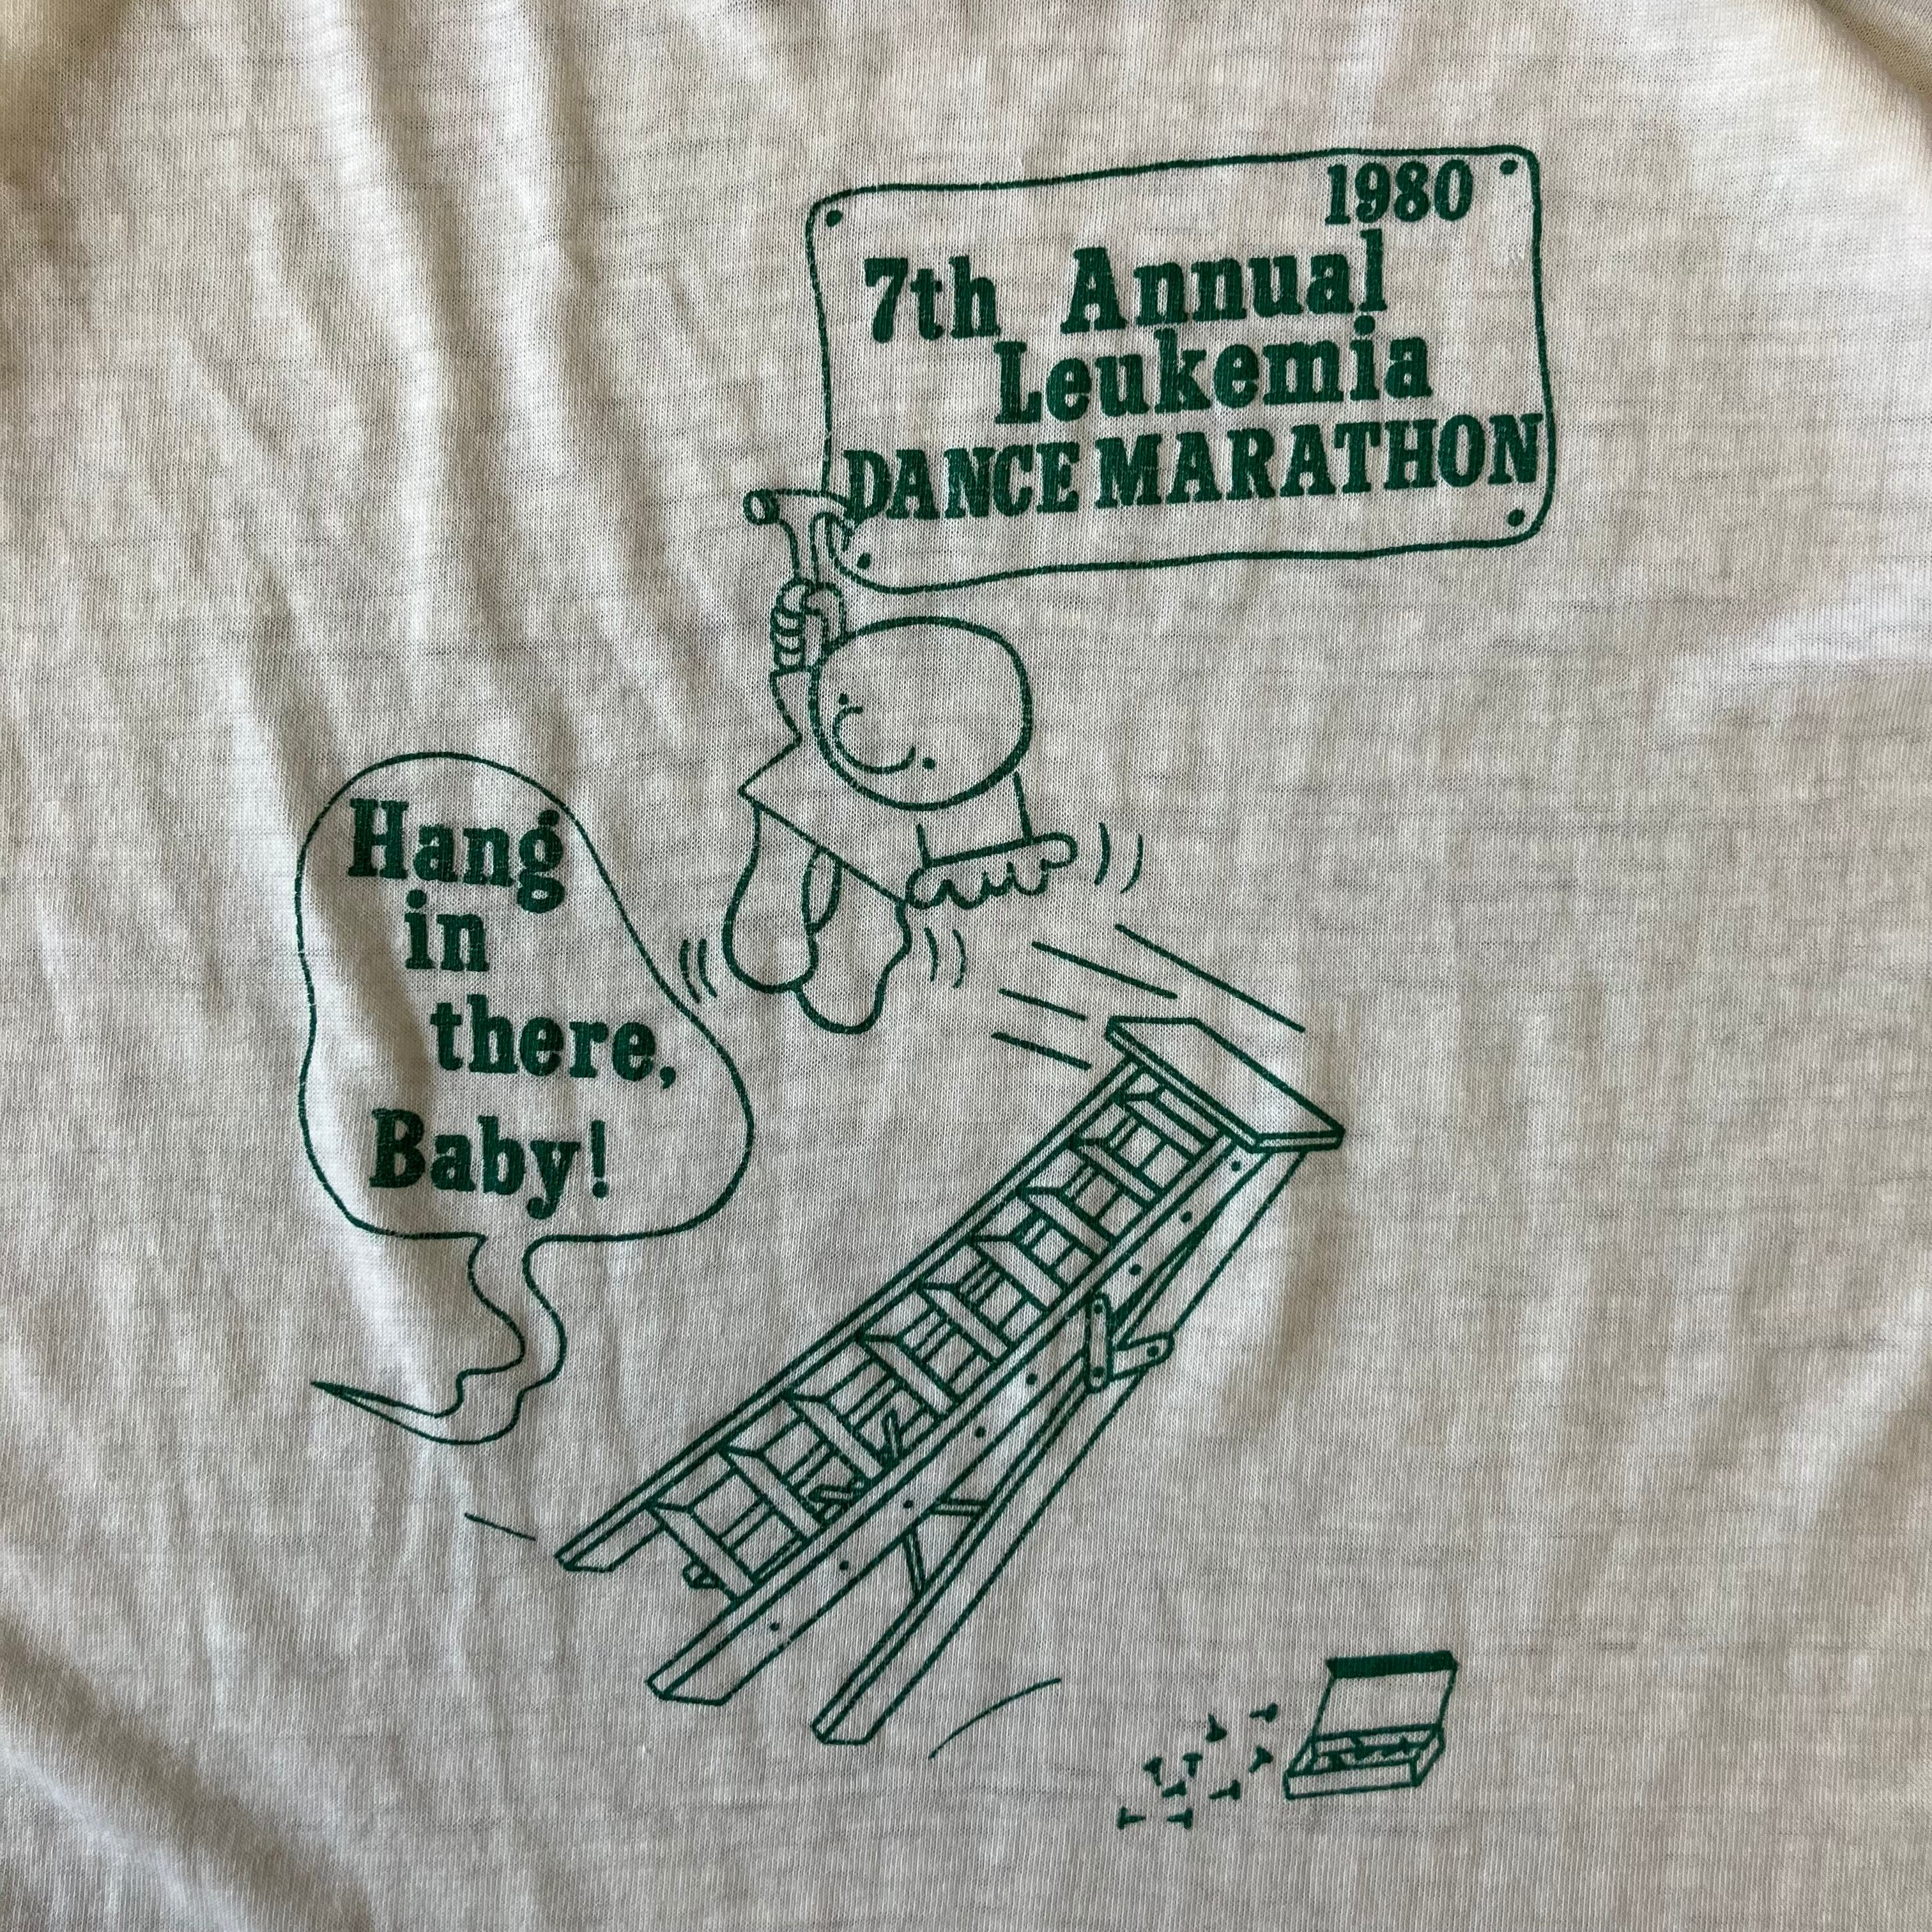 1980
7th Annual
Leukemia
DANCE MARATHON
Hang
in
there,
Baby!